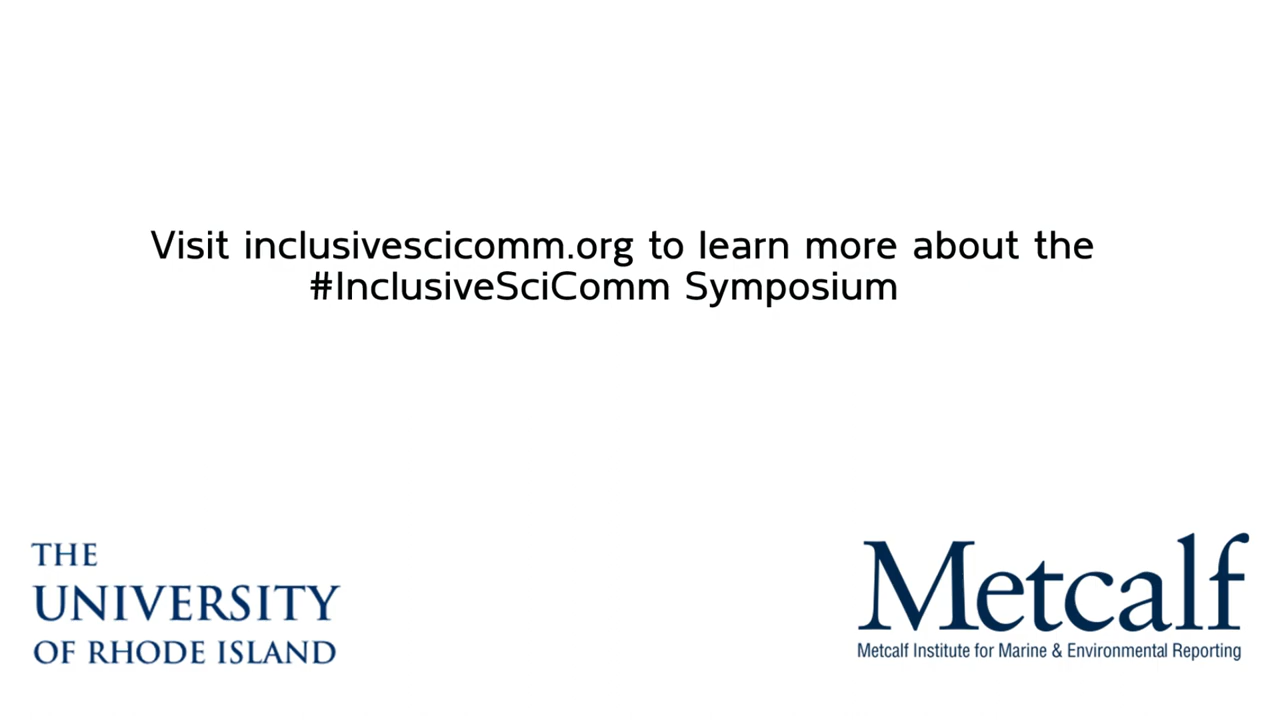 Visit inclusivescicomm.org to learn more about the
#InclusiveSciComm Symposium
THE
UNIVERSITY
OF RHODE ISLAND
Metcalf
Metcalf Institute for Marine & Environmental Reporting